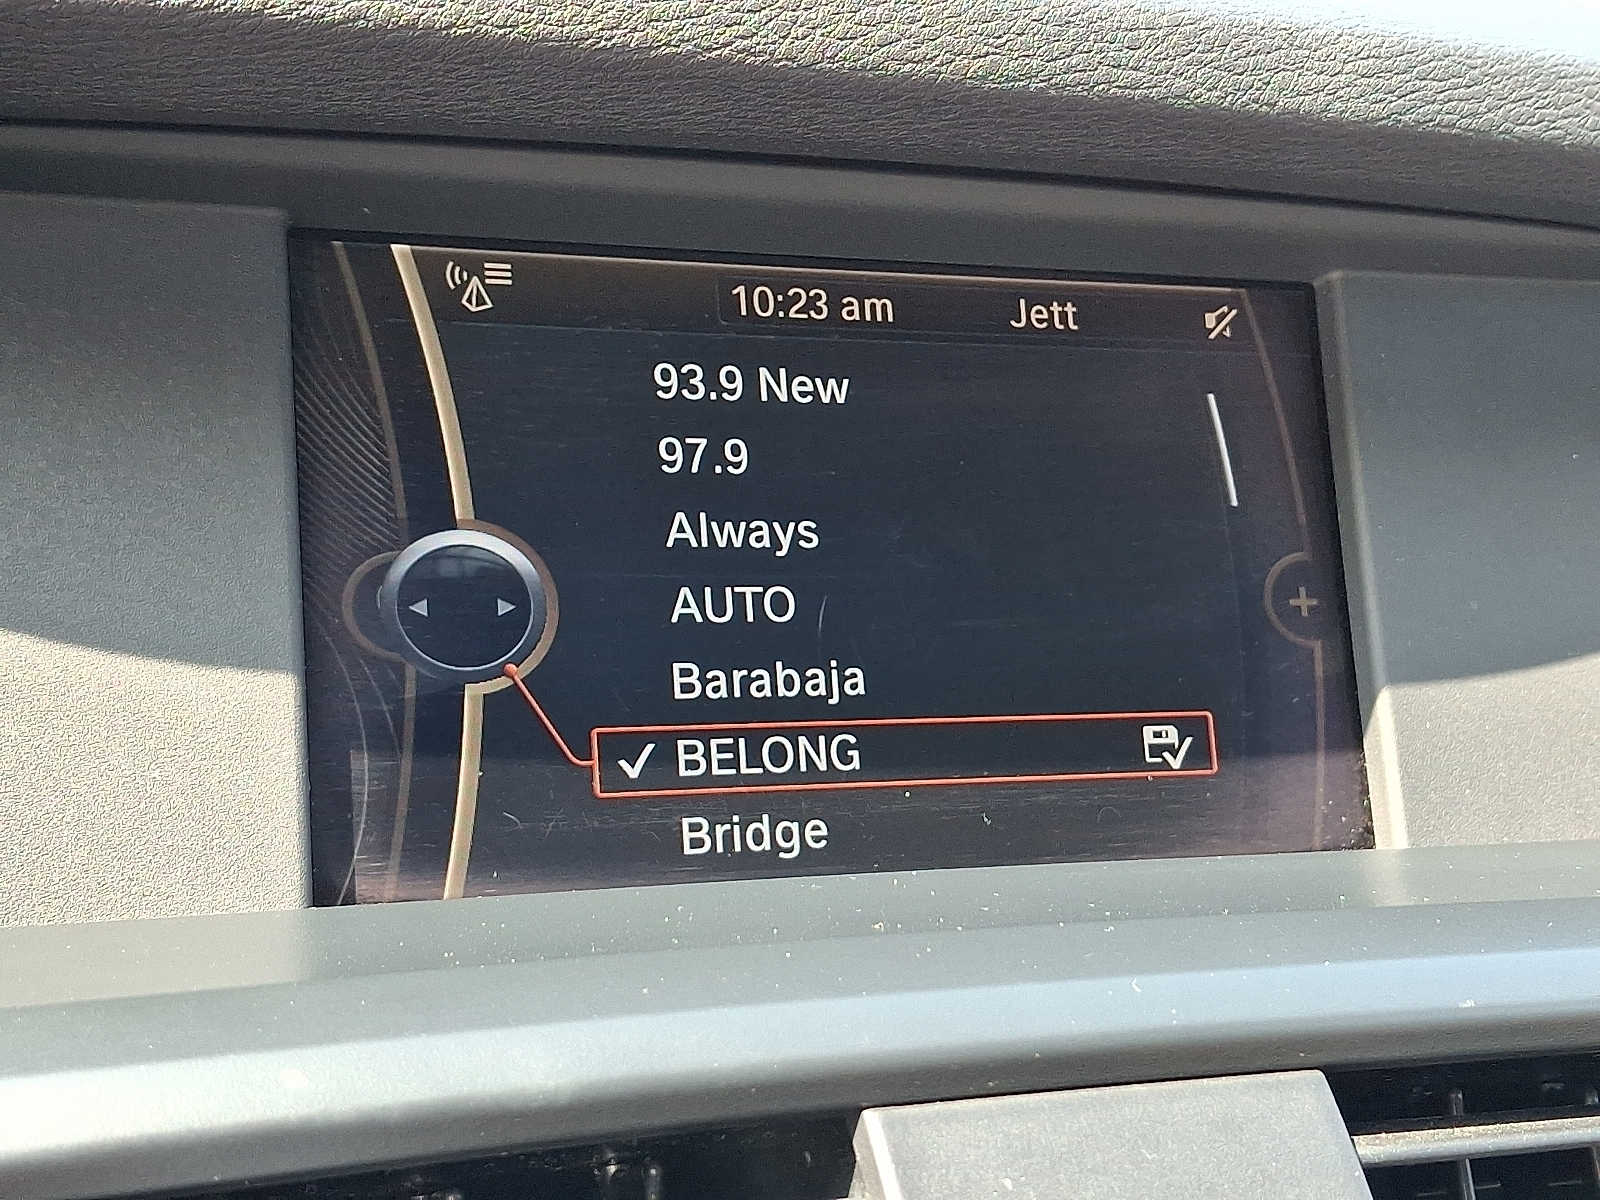 10:23 am Jett
93.9 New
97.9
Always
AUTO
Barabaja
BELONG
Bridge